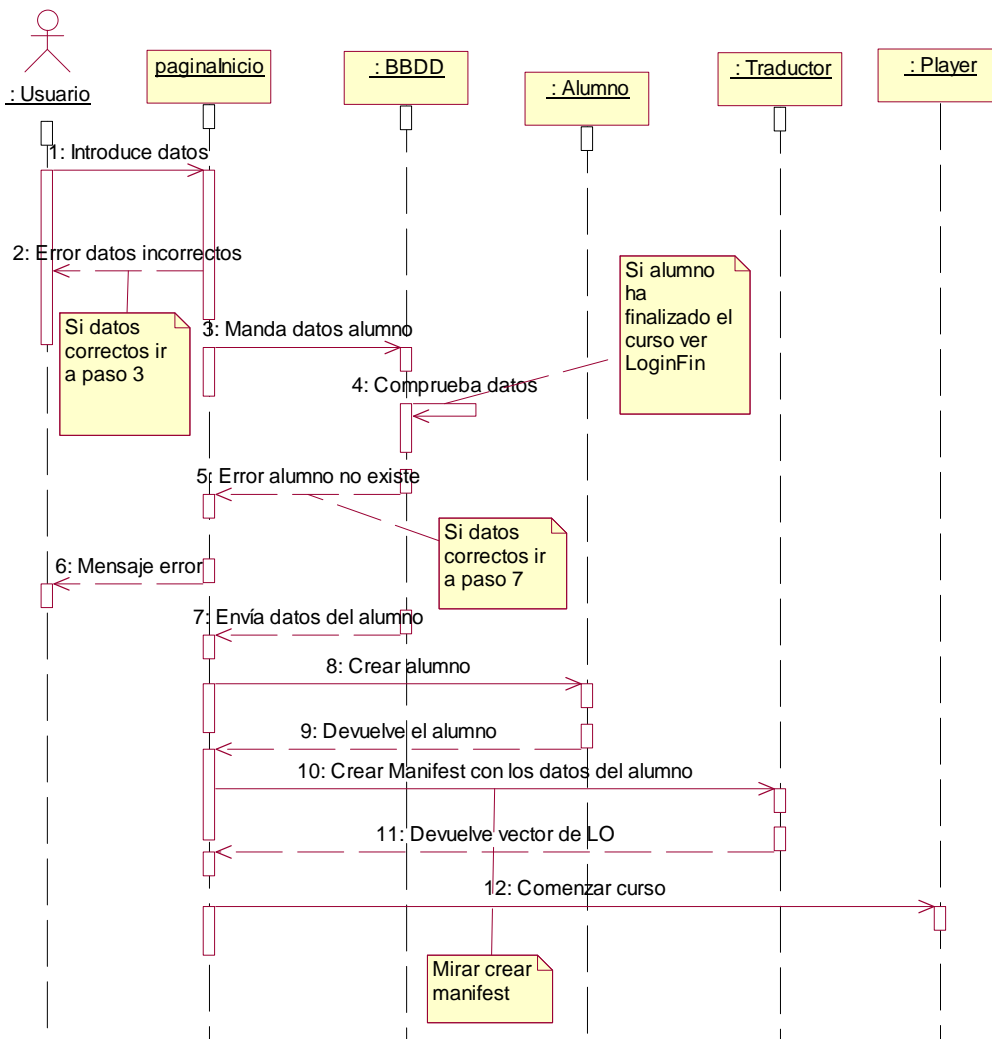 : Usuario
paginaInicio
: BBDD
: Alumno
: Traductor
: Player
1: Introduce datos
2: Error datos incorrectos
Si datos
correctos ir
a paso 3
Si alumno
ha
finalizado el
curso ver
LoginFin
3: Manda datos alumno
4: Comprueba datos
5: Error alumno no existe
Si datos
correctos ir
a paso 7
6: Mensaje error
7: Envía datos del alumno
8: Crear alumno
9: Devuelve el alumno
10: Crear Manifest con los datos del alumno
11: Devuelve vector de LO
12: Comenzar curso
Mirar crear
manifest